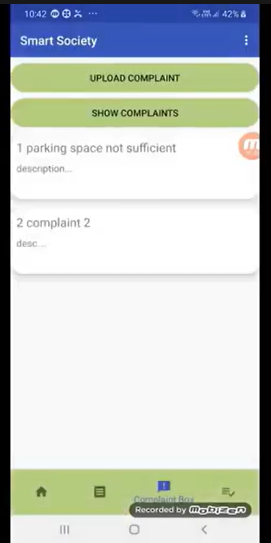 10:42
42%
Smart Society
UPLOAD COMPLAINT
SHOW COMPLAINTS
1 parking space not sufficient
description...
2 complaint 2
desc...
Complaint Box
Recorded by mobizen